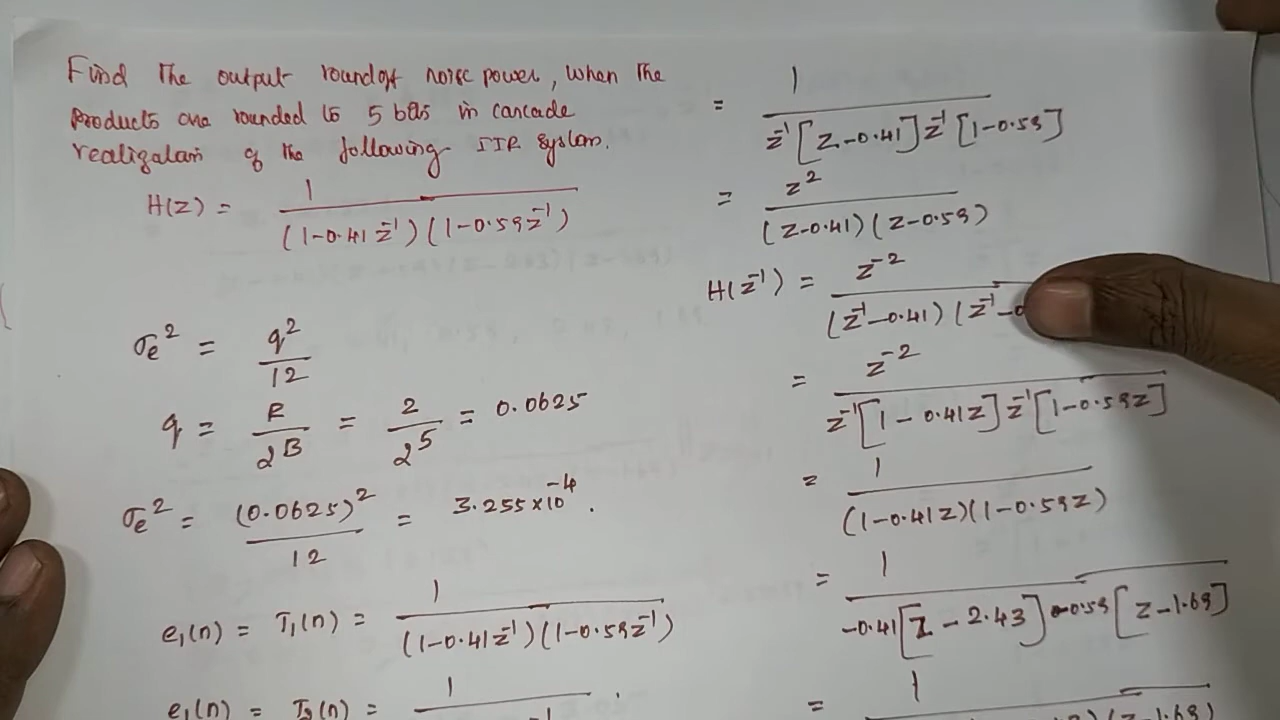 Find The output roundoff noise power, when The
products are rounded to 5 bits in cascade
realization of the following IIR System.
H(z) = 1 / (1-0.41 z⁻¹)(1-0.59z⁻¹)
σe² = q² / 12
q = R / 2^B = 2 / 2⁵ = 0.0625
σe² = (0.0625)² / 12 = 3.255×10⁻⁴.
e₁(n) = T₁(n) = 1 / (1-0.41z⁻¹)(1-0.59z⁻¹)
e₁(n) = T₂(n) = 1
= 1 / z⁻¹[z-0.41] z⁻¹[1-0.59]
= z² / (z-0.41)(z-0.59)
H(z⁻¹) = z⁻² / (z⁻¹-0.41)(z⁻¹-0
= z⁻² / z⁻¹[1-0.41z] z⁻¹[1-0.59z]
= 1 / (1-0.41z)(1-0.59z)
= 1 / -0.41[z-2.43] -0.59[z-1.69]
= 1 / )(z-1.69)